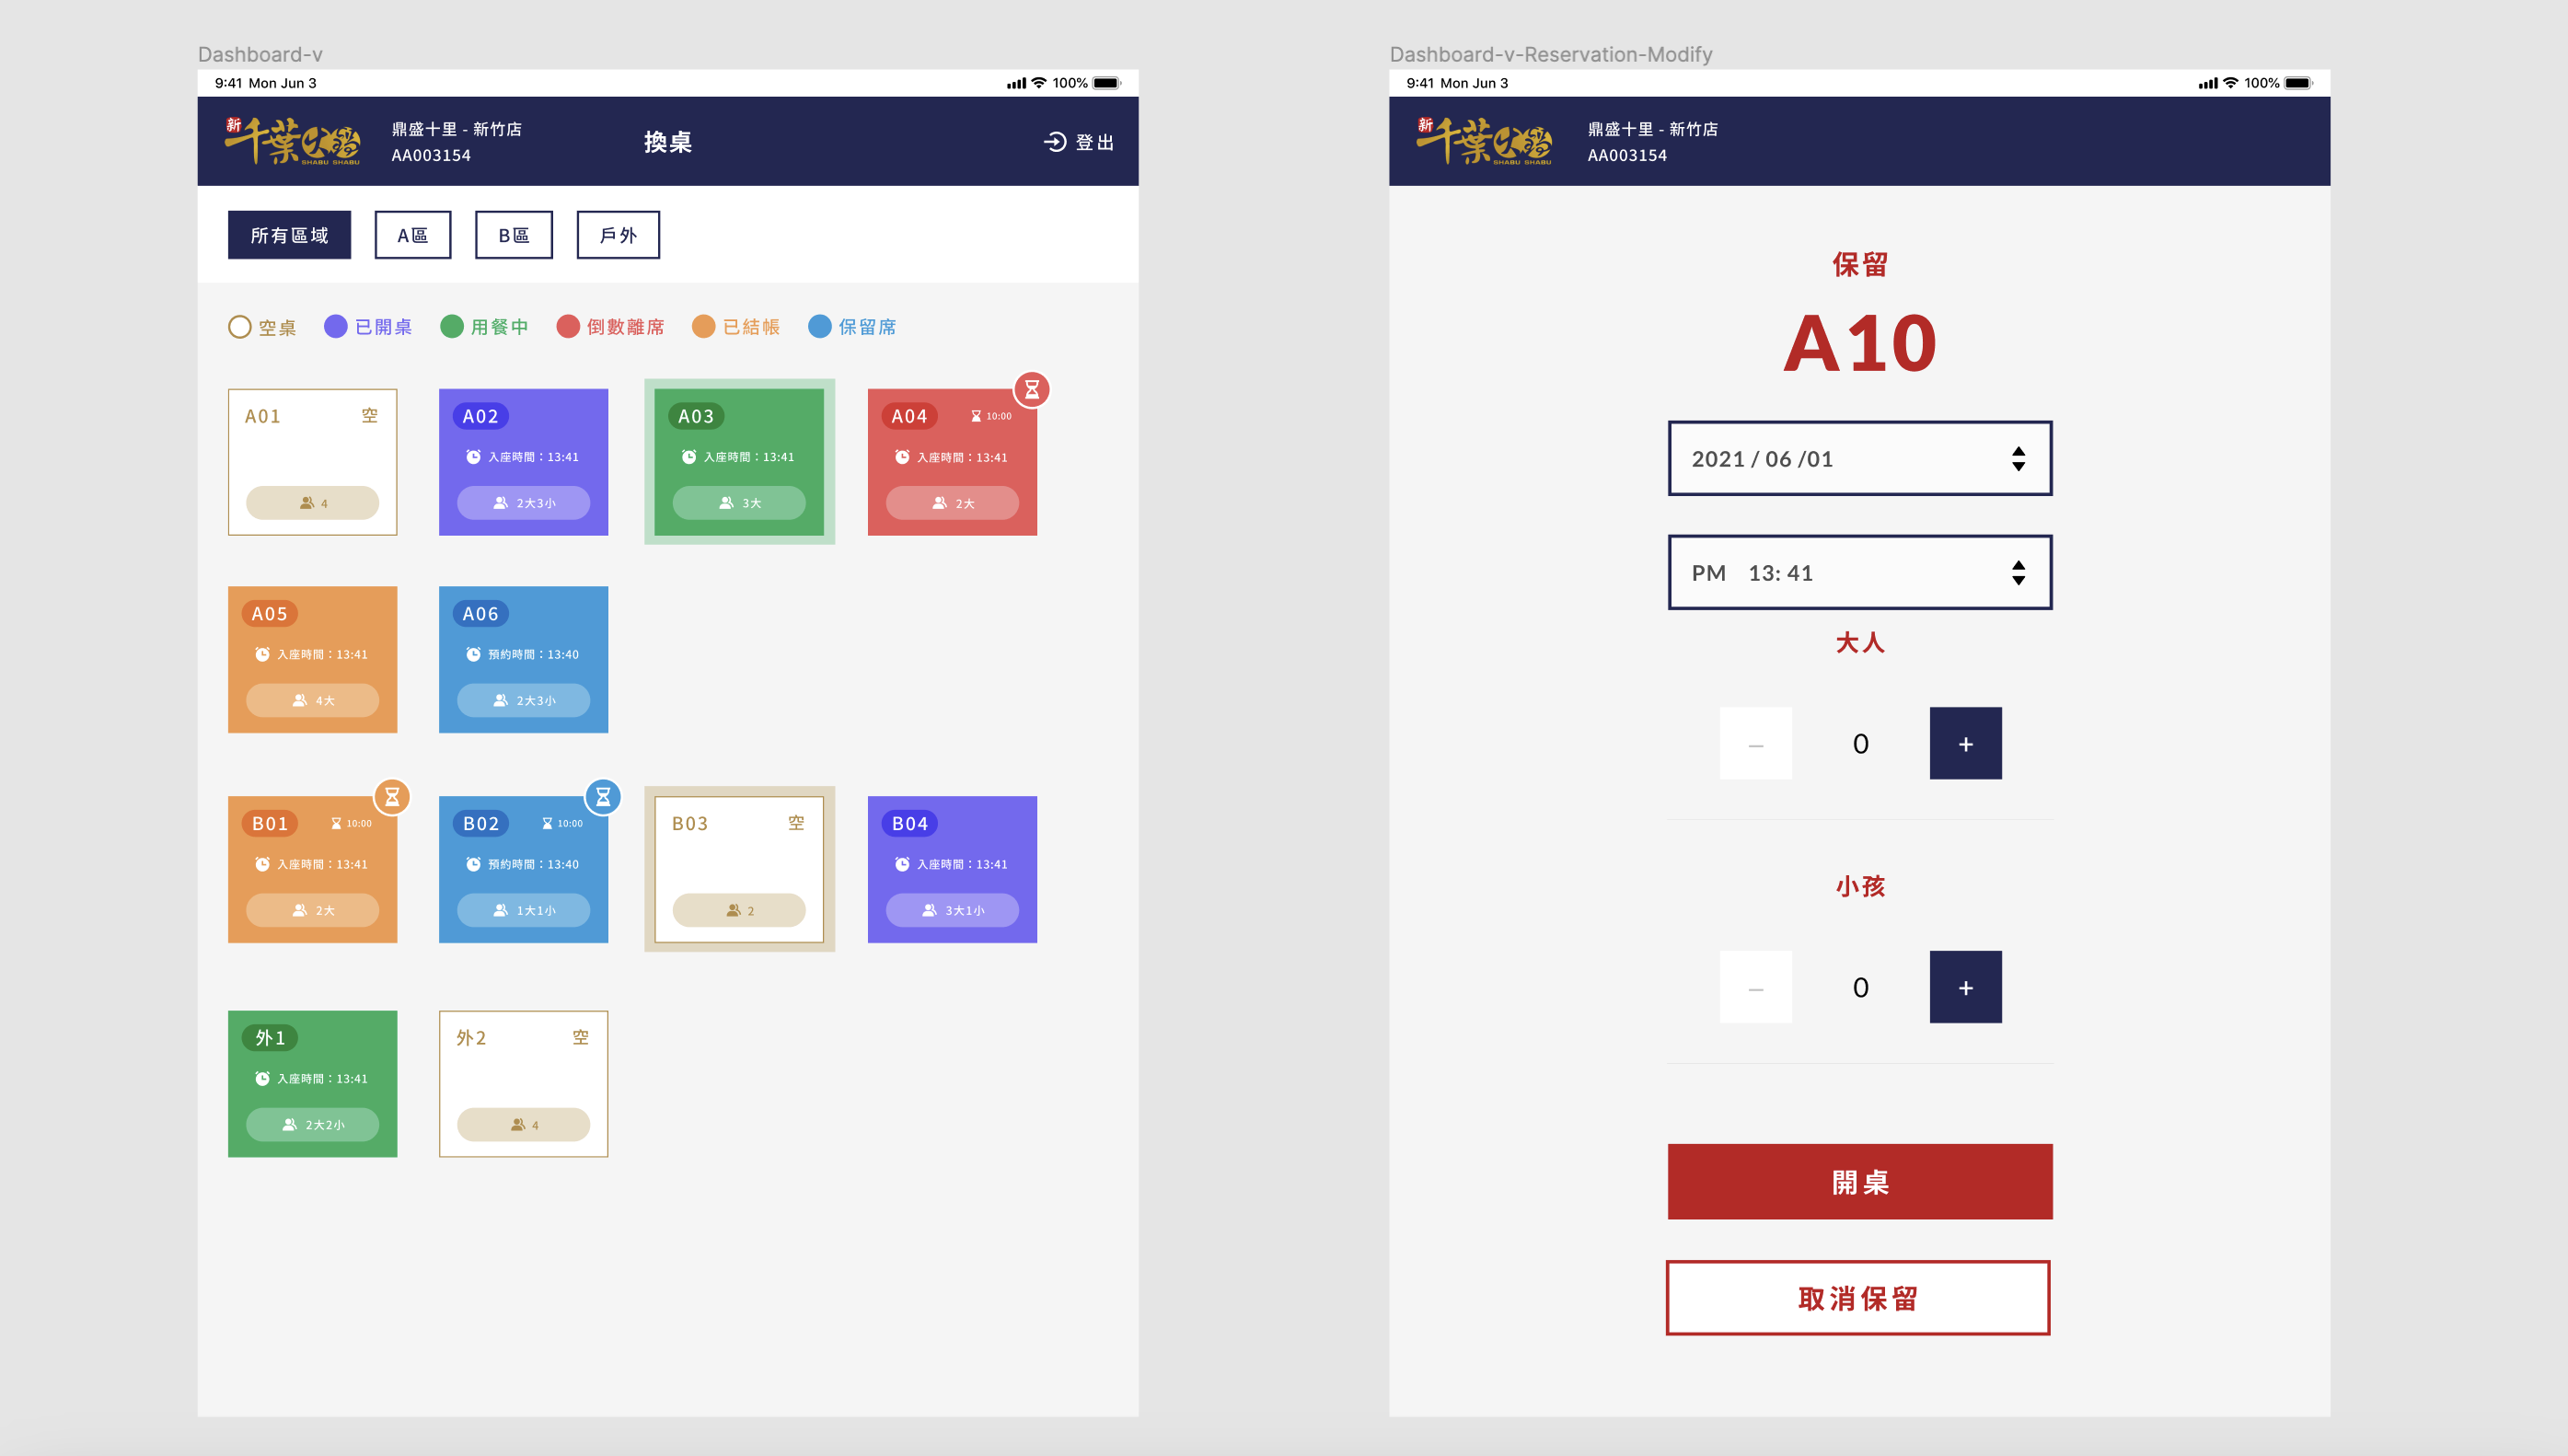 Dashboard-v
9:41 Mon Jun 3
100%
新
千葉
SHABU SHABU
鼎盛十里 - 新竹店
AA003154
換桌
登出
所有區域
A區
B區
戶外
空桌
已開桌
用餐中
倒數離席
已結帳
保留席
A01 空
4
A02
入座時間：13:41
2大3小
A03
入座時間：13:41
3大
A04 10:00
入座時間：13:41
2大
A05
入座時間：13:41
4大
A06
預約時間：13:40
2大3小
B01 10:00
入座時間：13:41
2大
B02 10:00
預約時間：13:40
1大1小
B03 空
2
B04
入座時間：13:41
3大1小
外1
入座時間：13:41
2大2小
外2 空
4
Dashboard-v-Reservation-Modify
9:41 Mon Jun 3
100%
新
千葉
SHABU SHABU
鼎盛十里 - 新竹店
AA003154
保留
A10
2021 / 06 /01
PM 13: 41
大人
– 0 +
小孩
– 0 +
開桌
取消保留